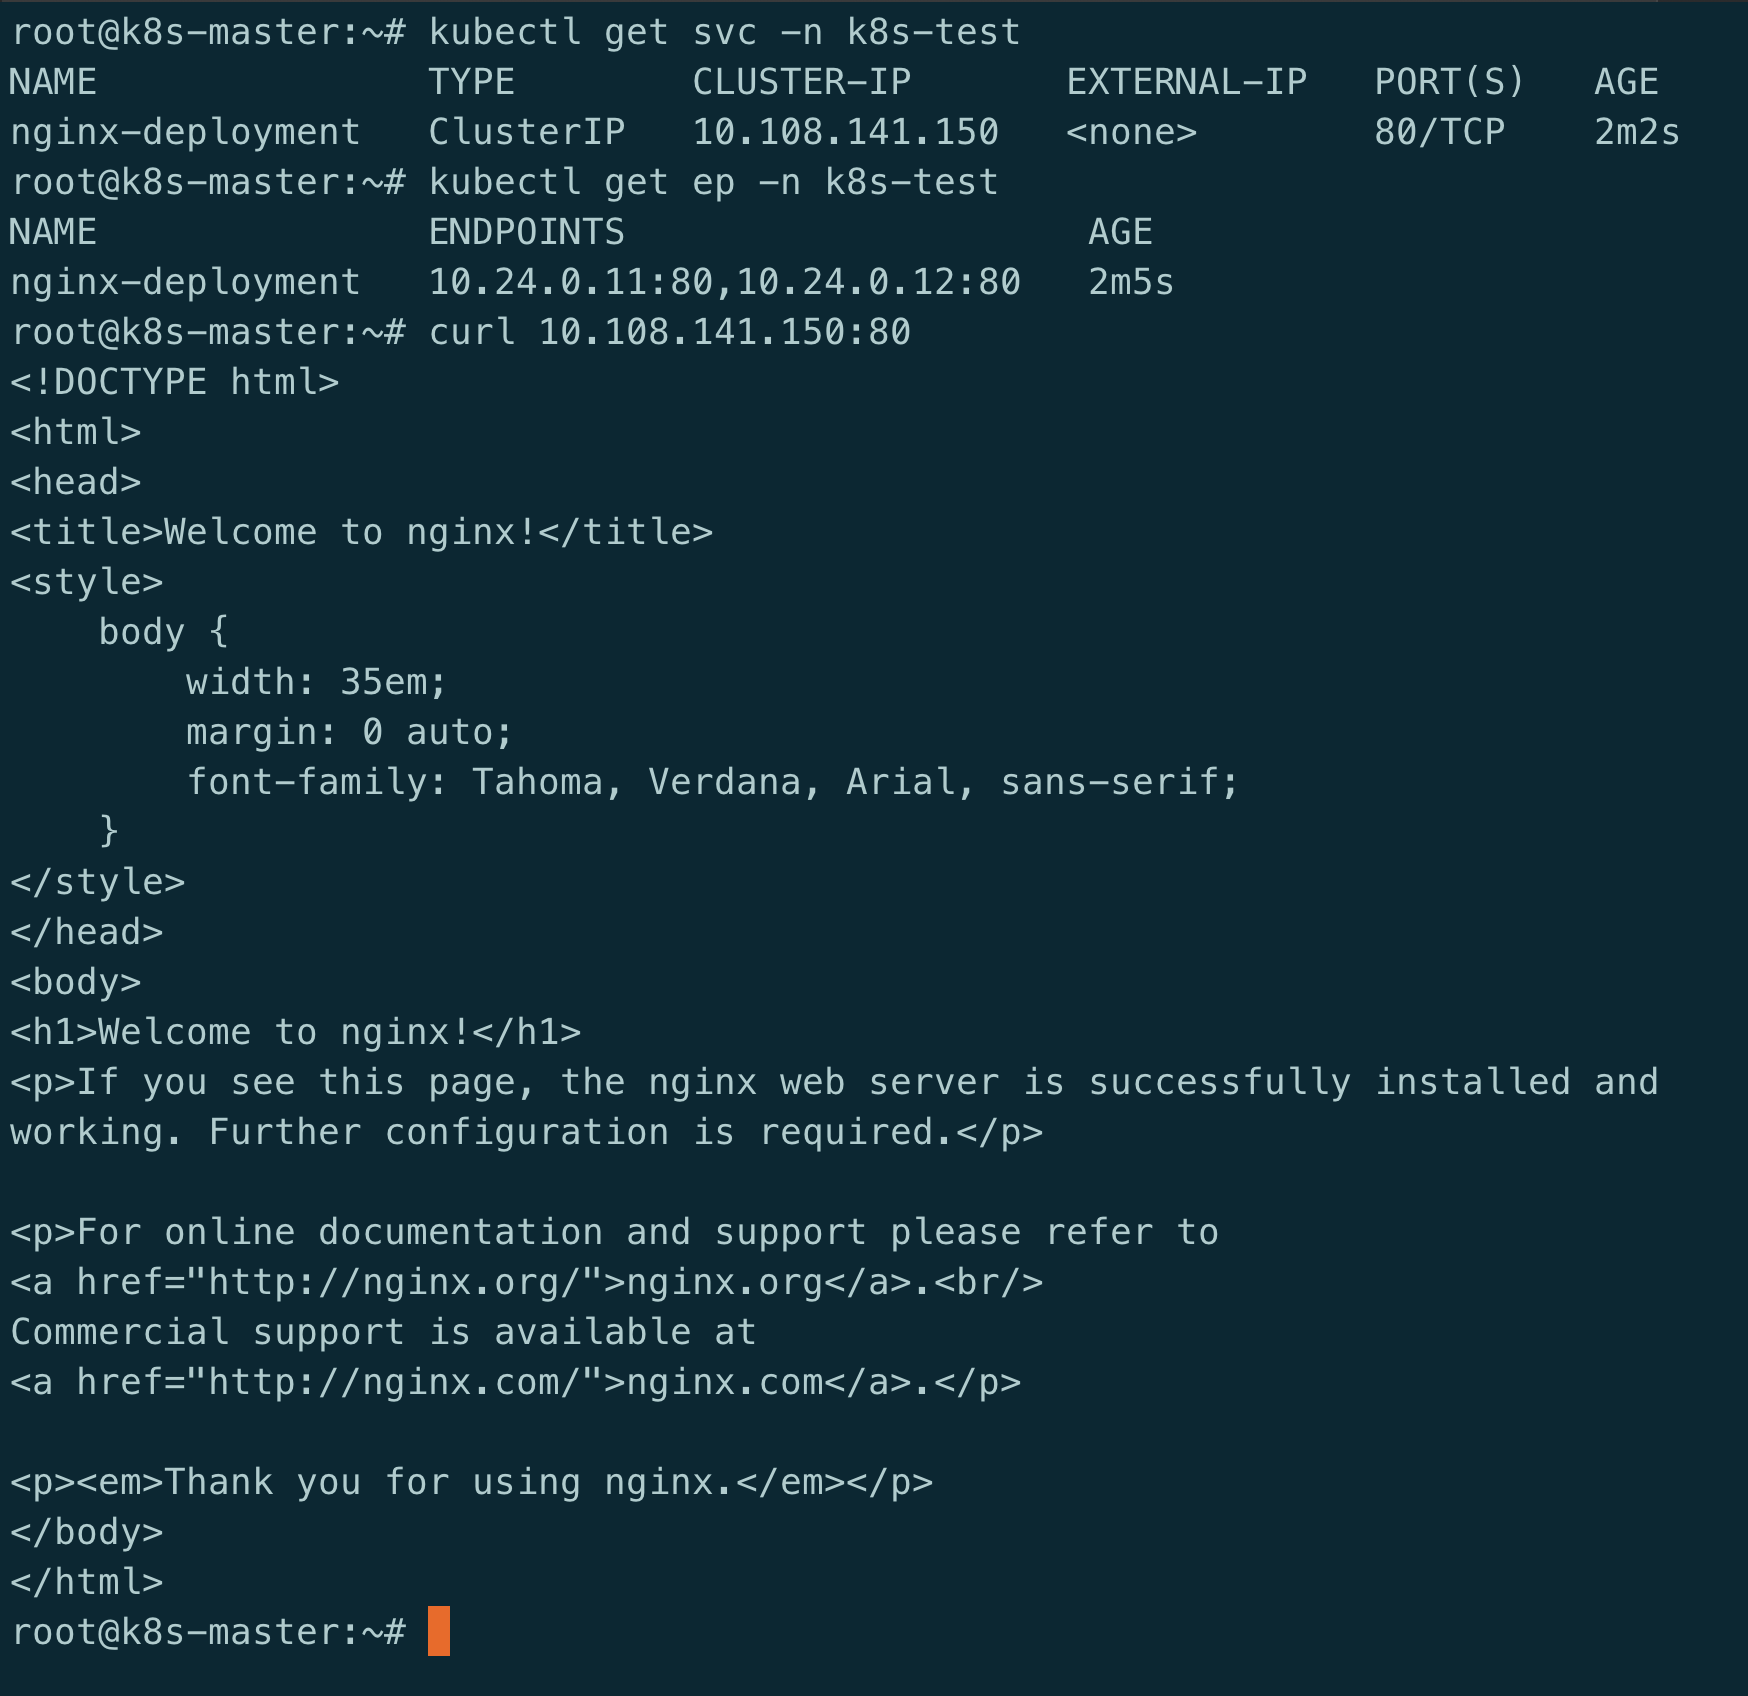 root@k8s-master:~# kubectl get svc -n k8s-test
NAME               TYPE        CLUSTER-IP       EXTERNAL-IP   PORT(S)   AGE
nginx-deployment   ClusterIP   10.108.141.150   <none>        80/TCP    2m2s
root@k8s-master:~# kubectl get ep -n k8s-test
NAME               ENDPOINTS                     AGE
nginx-deployment   10.24.0.11:80,10.24.0.12:80   2m5s
root@k8s-master:~# curl 10.108.141.150:80
<!DOCTYPE html>
<html>
<head>
<title>Welcome to nginx!</title>
<style>
    body {
        width: 35em;
        margin: 0 auto;
        font-family: Tahoma, Verdana, Arial, sans-serif;
    }
</style>
</head>
<body>
<h1>Welcome to nginx!</h1>
<p>If you see this page, the nginx web server is successfully installed and
working. Further configuration is required.</p>

<p>For online documentation and support please refer to
<a href="http://nginx.org/">nginx.org</a>.<br/>
Commercial support is available at
<a href="http://nginx.com/">nginx.com</a>.</p>

<p><em>Thank you for using nginx.</em></p>
</body>
</html>
root@k8s-master:~#